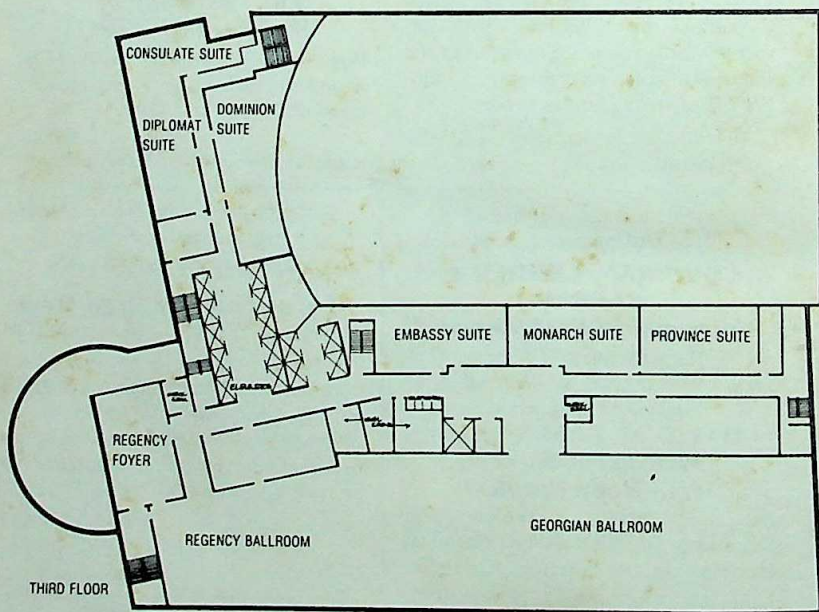 CONSULATE SUITE
DOMINION
SUITE
DIPLOMAT
SUITE
EMBASSY SUITE
MONARCH SUITE
PROVINCE SUITE
REGENCY
FOYER
REGENCY BALLROOM
GEORGIAN BALLROOM
THIRD FLOOR